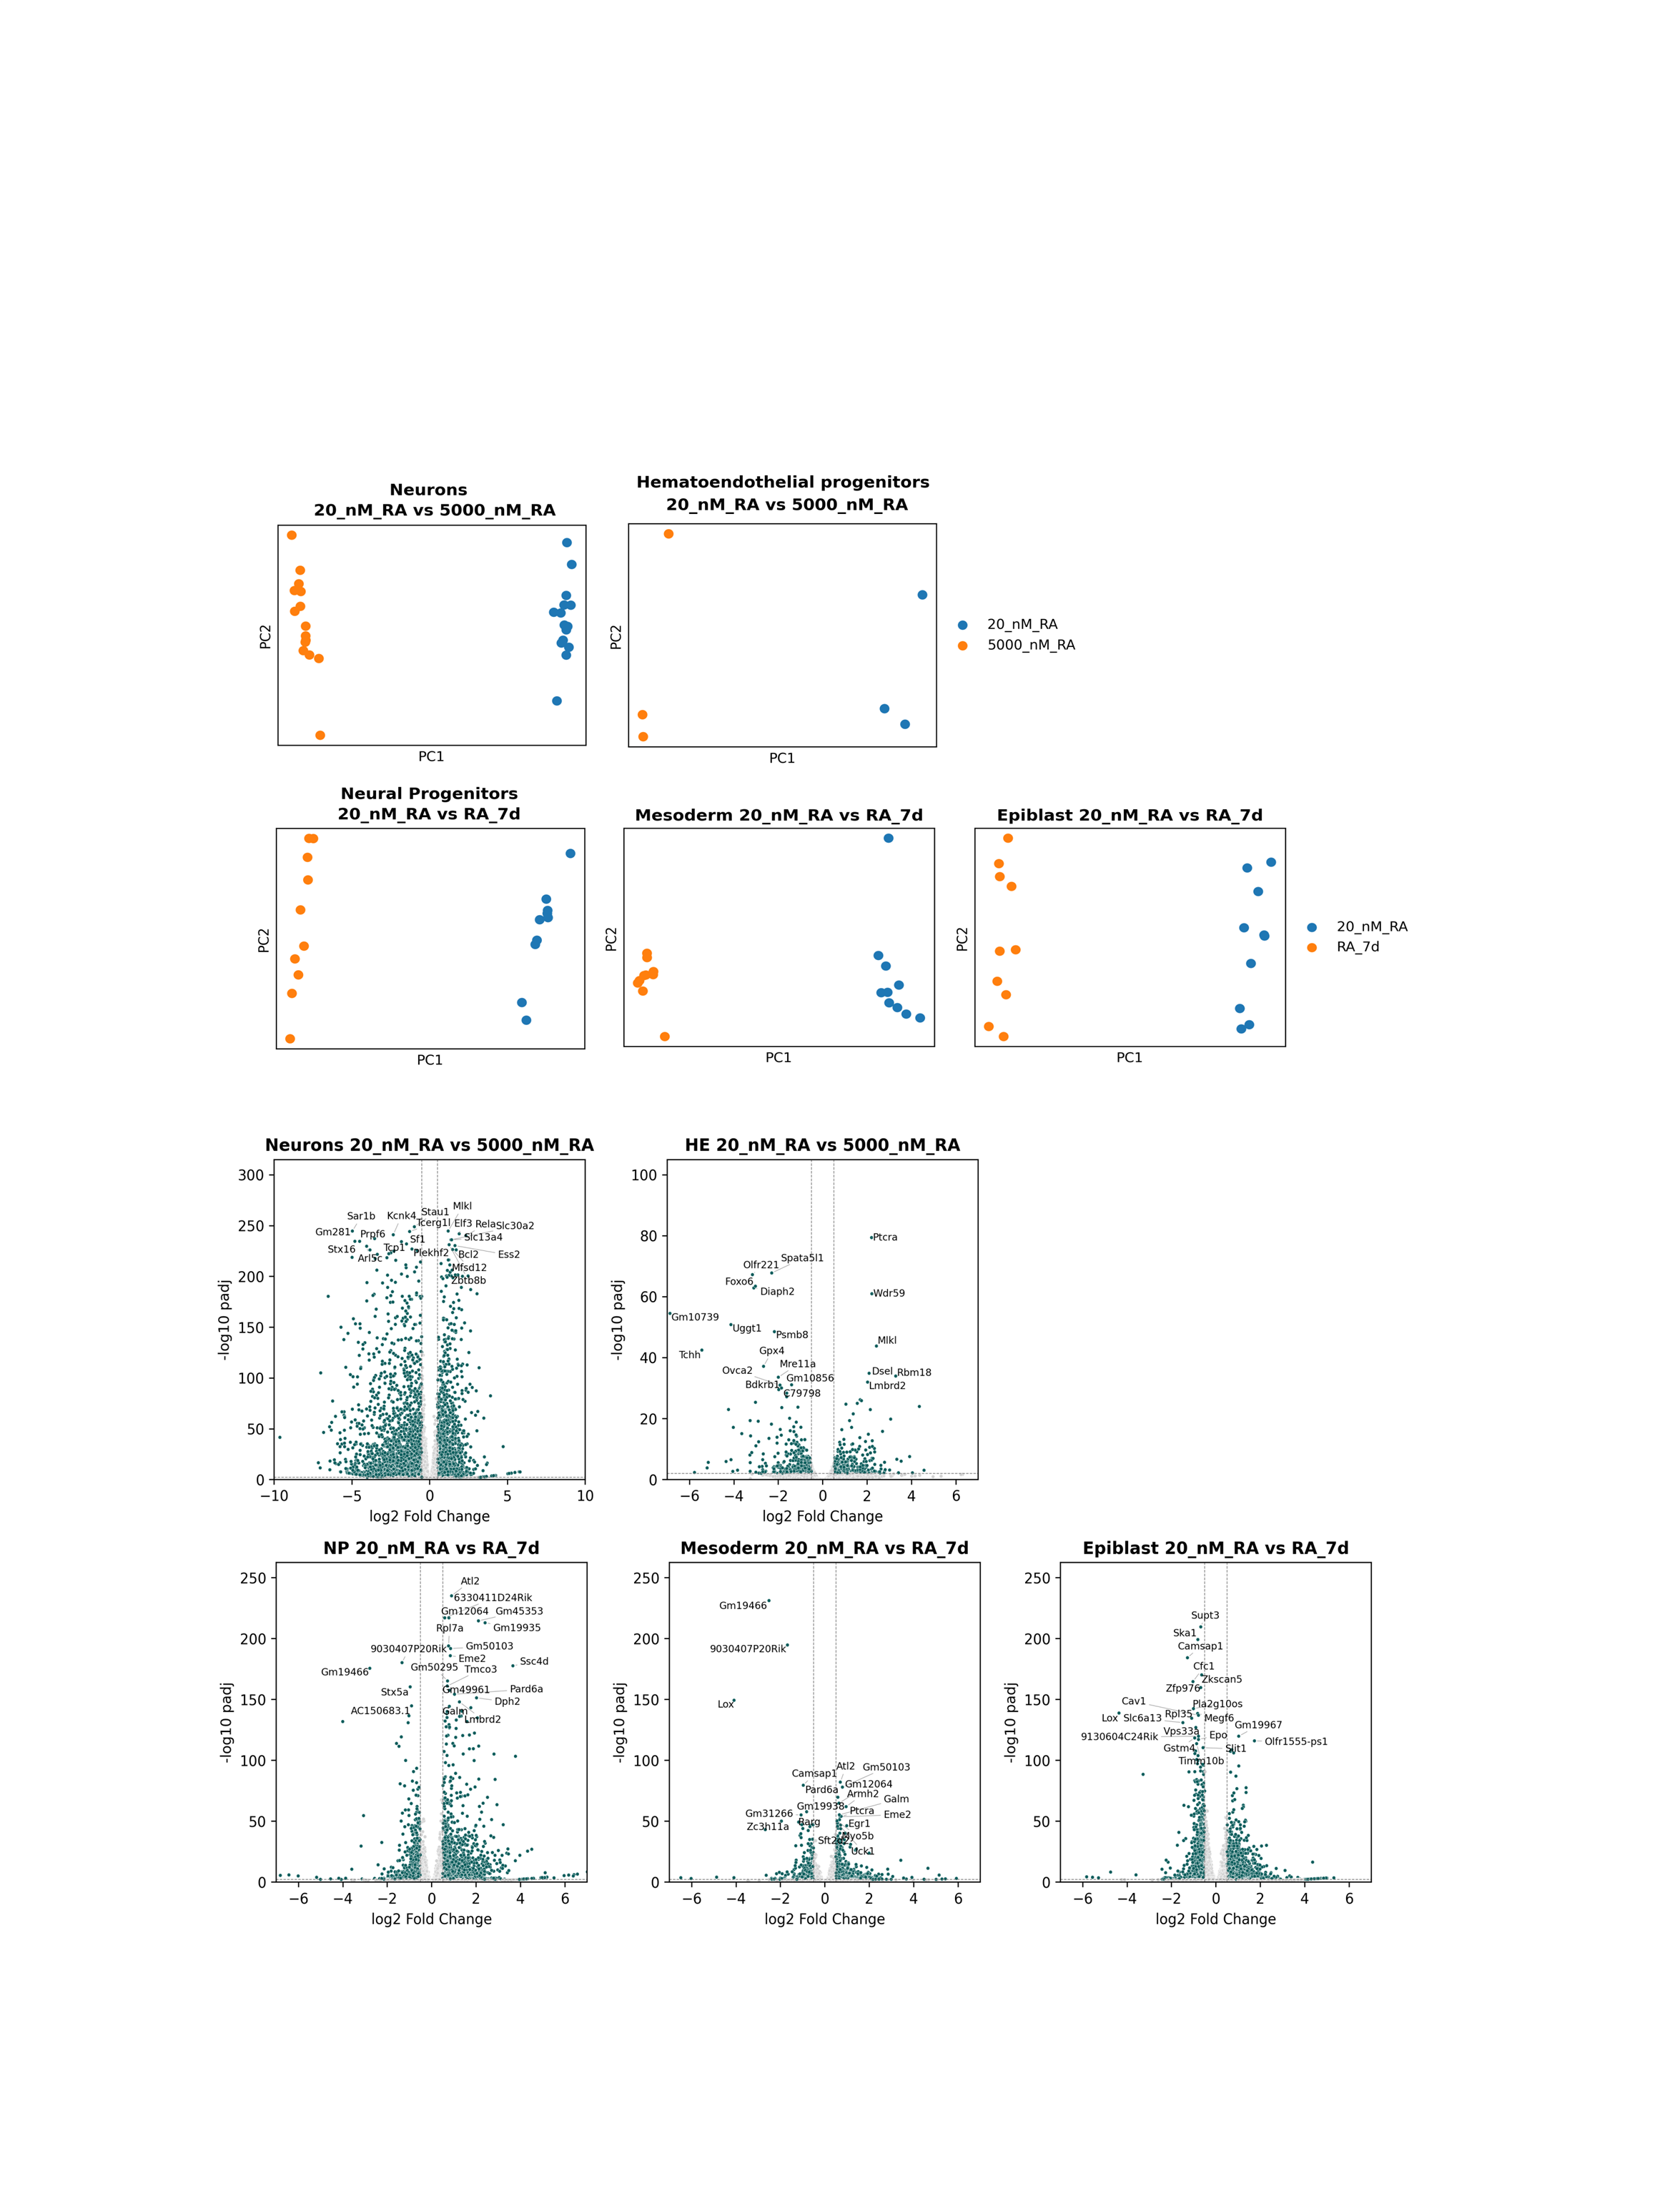 Neurons
20_nM_RA vs 5000_nM_RA
PC2
PC1
Hematoendothelial progenitors
20_nM_RA vs 5000_nM_RA
PC2
PC1
20_nM_RA
5000_nM_RA
Neural Progenitors
20_nM_RA vs RA_7d
PC2
PC1
Mesoderm 20_nM_RA vs RA_7d
PC2
PC1
Epiblast 20_nM_RA vs RA_7d
PC2
PC1
20_nM_RA
RA_7d
Neurons 20_nM_RA vs 5000_nM_RA
-log10 padj
300
250
200
150
100
50
0
Mlkl
Stau1
Sar1b
Kcnk4
Tcerg1l
Elf3
Rela
Slc30a2
Gm281
Prpf6
Sf1
Slc13a4
Stx16
Tcp1
Plekhf2
Bcl2
Ess2
Arl5c
Mfsd12
Zbtb8b
−10
−5
0
5
10
log2 Fold Change
HE 20_nM_RA vs 5000_nM_RA
-log10 padj
100
80
60
40
20
0
Ptcra
Spata5l1
Olfr221
Foxo6
Diaph2
Wdr59
Gm10739
Uggt1
Psmb8
Mlkl
Tchh
Gpx4
Mre11a
Ovca2
Dsel
Rbm18
Gm10856
Bdkrb1
Lmbrd2
C79798
−6
−4
−2
0
2
4
6
log2 Fold Change
NP 20_nM_RA vs RA_7d
-log10 padj
250
200
150
100
50
0
Atl2
6330411D24Rik
Gm12064
Gm45353
Rpl7a
Gm19935
9030407P20Rik
Gm50103
Eme2
Ssc4d
Gm19466
Gm50295
Tmco3
Stx5a
Gm49961
Pard6a
Dph2
AC150683.1
Galm
Lmbrd2
−6
−4
−2
0
2
4
6
log2 Fold Change
Mesoderm 20_nM_RA vs RA_7d
-log10 padj
250
200
150
100
50
0
Gm19466
9030407P20Rik
Lox
Atl2
Gm50103
Camsap1
Pard6a
Gm12064
Armh2
Galm
Gm19938
Gm31266
Ptcra
Eme2
Zc3h11a
Barg
Egr1
Myo5b
Uck1
−6
−4
−2
0
2
4
6
log2 Fold Change
Epiblast 20_nM_RA vs RA_7d
-log10 padj
250
200
150
100
50
0
Supt3
Ska1
Camsap1
Cfc1
Zkscan5
Zfp976
Cav1
Pla2g10os
Lox
Slc6a13
Rpl35
Megf6
Gm19967
Vps33a
9130604C24Rik
Epo
Olfr1555-ps1
Gstm4
Slit1
Timm10b
−6
−4
−2
0
2
4
6
log2 Fold Change